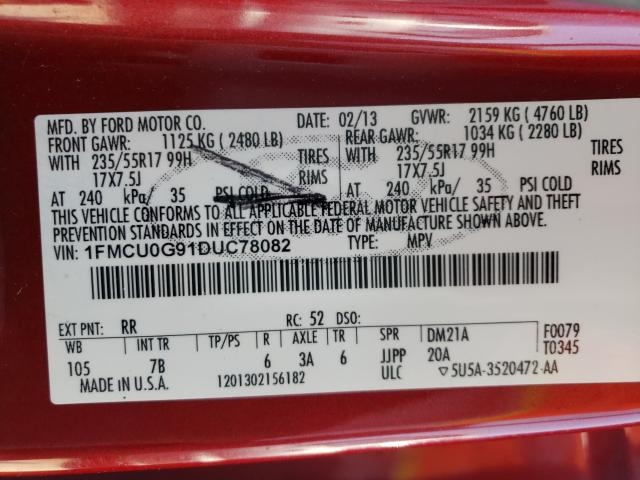 MFD. BY FORD MOTOR CO. DATE: 02/13 GVWR: 2159 KG ( 4760 LB)
FRONT GAWR: 1125 KG ( 2480 LB) REAR GAWR: 1034 KG ( 2280 LB)
WITH 235/55R17 99H TIRES WITH 235/55R17 99H TIRES
17X7.5J RIMS 17X7.5J RIMS
AT 240 kPa/ 35 PSI COLD AT 240 kPa/ 35 PSI COLD
THIS VEHICLE CONFORMS TO ALL APPLICABLE FEDERAL MOTOR VEHICLE SAFETY AND THEFT
PREVENTION STANDARDS IN EFFECT ON THE DATE OF MANUFACTURE SHOWN ABOVE.
VIN: 1FMCU0G91DUC78082 TYPE: MPV
EXT PNT: RR RC: 52 DSO:
WB INT TR TP/PS R AXLE TR SPR DM21A F0079
105 7B 6 3A 6 JJPP 20A T0345
MADE IN U.S.A. 1201302156182 ULC ▽5U5A-3520472-AA